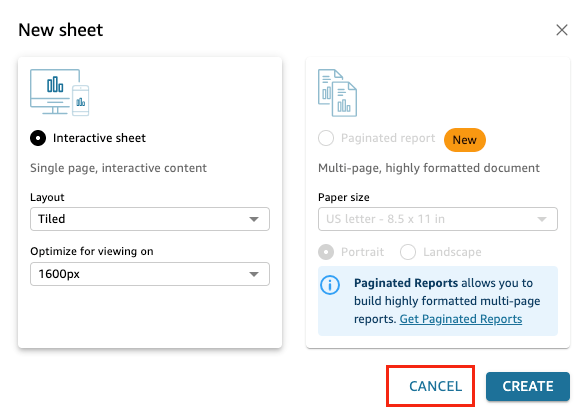 New sheet
Interactive sheet
Single page, interactive content
Layout
Tiled
Optimize for viewing on
1600px
Paginated report New
Multi-page, highly formatted document
Paper size
US letter - 8.5 x 11 in
Portrait Landscape
Paginated Reports allows you to
build highly formatted multi-page
reports. Get Paginated Reports
CANCEL CREATE